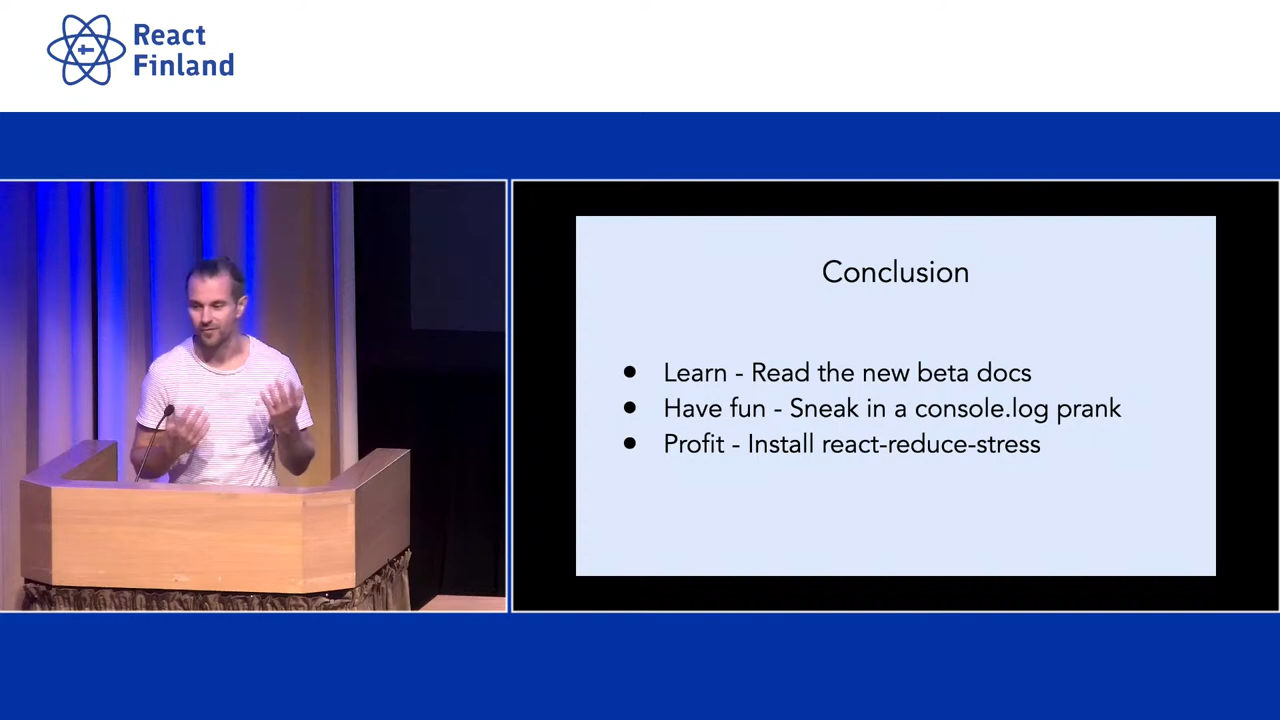 React
Finland
Conclusion
● Learn - Read the new beta docs
● Have fun - Sneak in a console.log prank
● Profit - Install react-reduce-stress